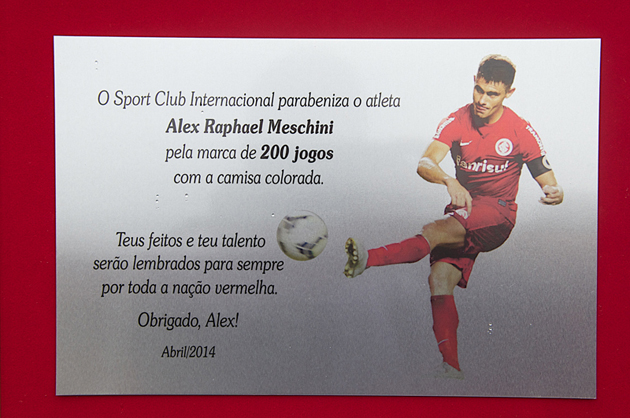 O Sport Club Internacional parabeniza o atleta
Alex Raphael Meschini
pela marca de 200 jogos
com a camisa colorada.
Teus feitos e teu talento
serão lembrados para sempre
por toda a nação vermelha.
Obrigado, Alex!
Abril/2014
Banrisul